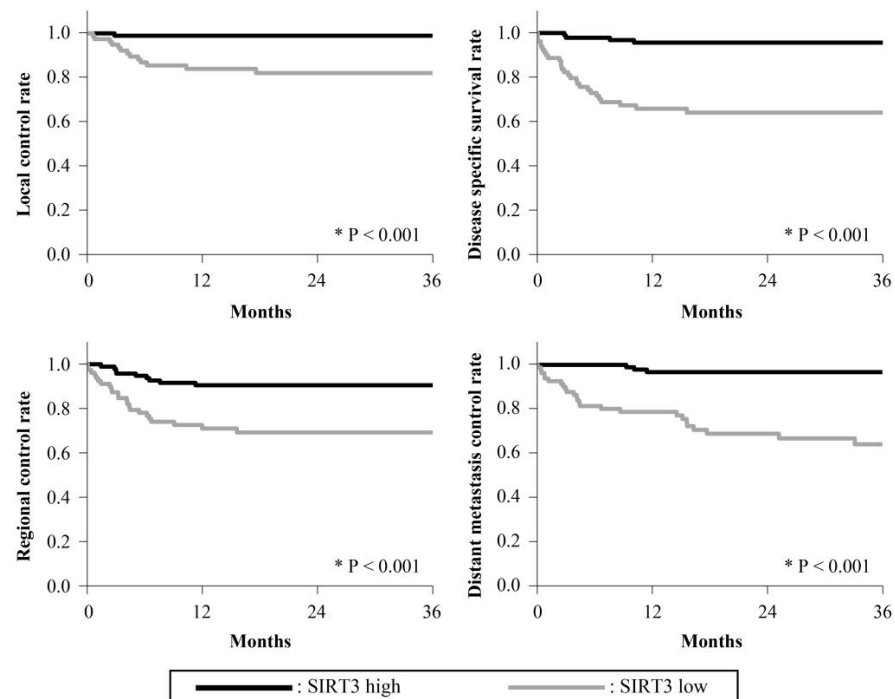 Local control rate
1.0
0.8
0.6
0.4
0.2
0.0
* P < 0.001
0 12 24 36
Months
Disease specific survival rate
1.0
0.8
0.6
0.4
0.2
0.0
* P < 0.001
0 12 24 36
Months
Regional control rate
1.0
0.8
0.6
0.4
0.2
0.0
* P < 0.001
0 12 24 36
Months
Distant metastasis control rate
1.0
0.8
0.6
0.4
0.2
0.0
* P < 0.001
0 12 24 36
Months
: SIRT3 high : SIRT3 low